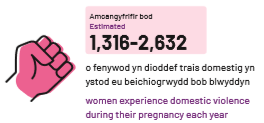 Amcangyfrifir bod
Estimated
1,316-2,632
o fenywod yn dioddef trais domestig yn
ystod eu beichiogrwydd bob blwyddyn
women experience domestic violence
during their pregnancy each year